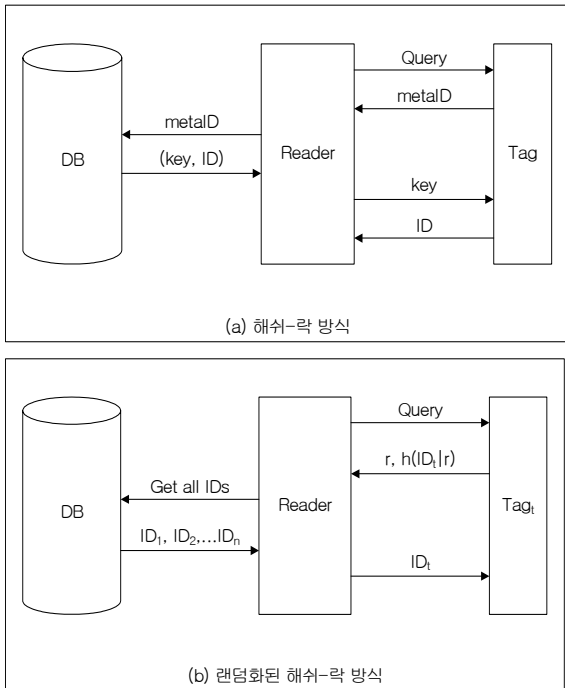 Query
metaID
metaID
(key, ID)
DB
Reader
Tag
key
ID
(a) 해쉬-락 방식
Query
r, h(IDₜ|r)
Get all IDs
DB
Reader
Tagₜ
ID₁, ID₂,...IDₙ
IDₜ
(b) 랜덤화된 해쉬-락 방식